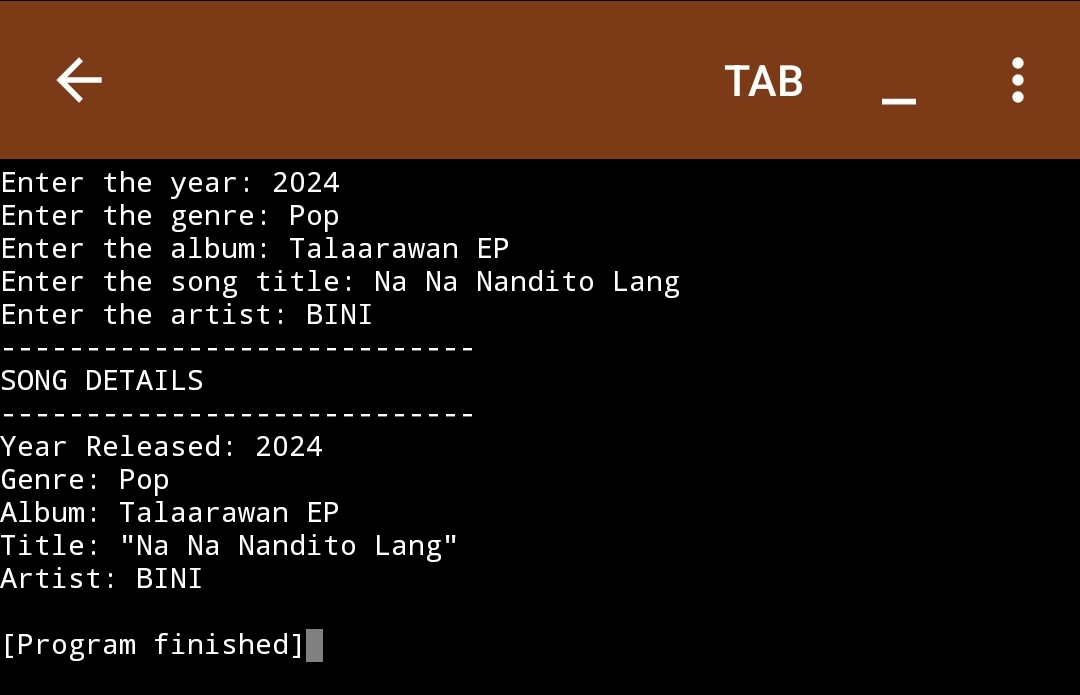 TAB _
Enter the year: 2024
Enter the genre: Pop
Enter the album: Talaarawan EP
Enter the song title: Na Na Nandito Lang
Enter the artist: BINI
----------------------------
SONG DETAILS
----------------------------
Year Released: 2024
Genre: Pop
Album: Talaarawan EP
Title: "Na Na Nandito Lang"
Artist: BINI
[Program finished]